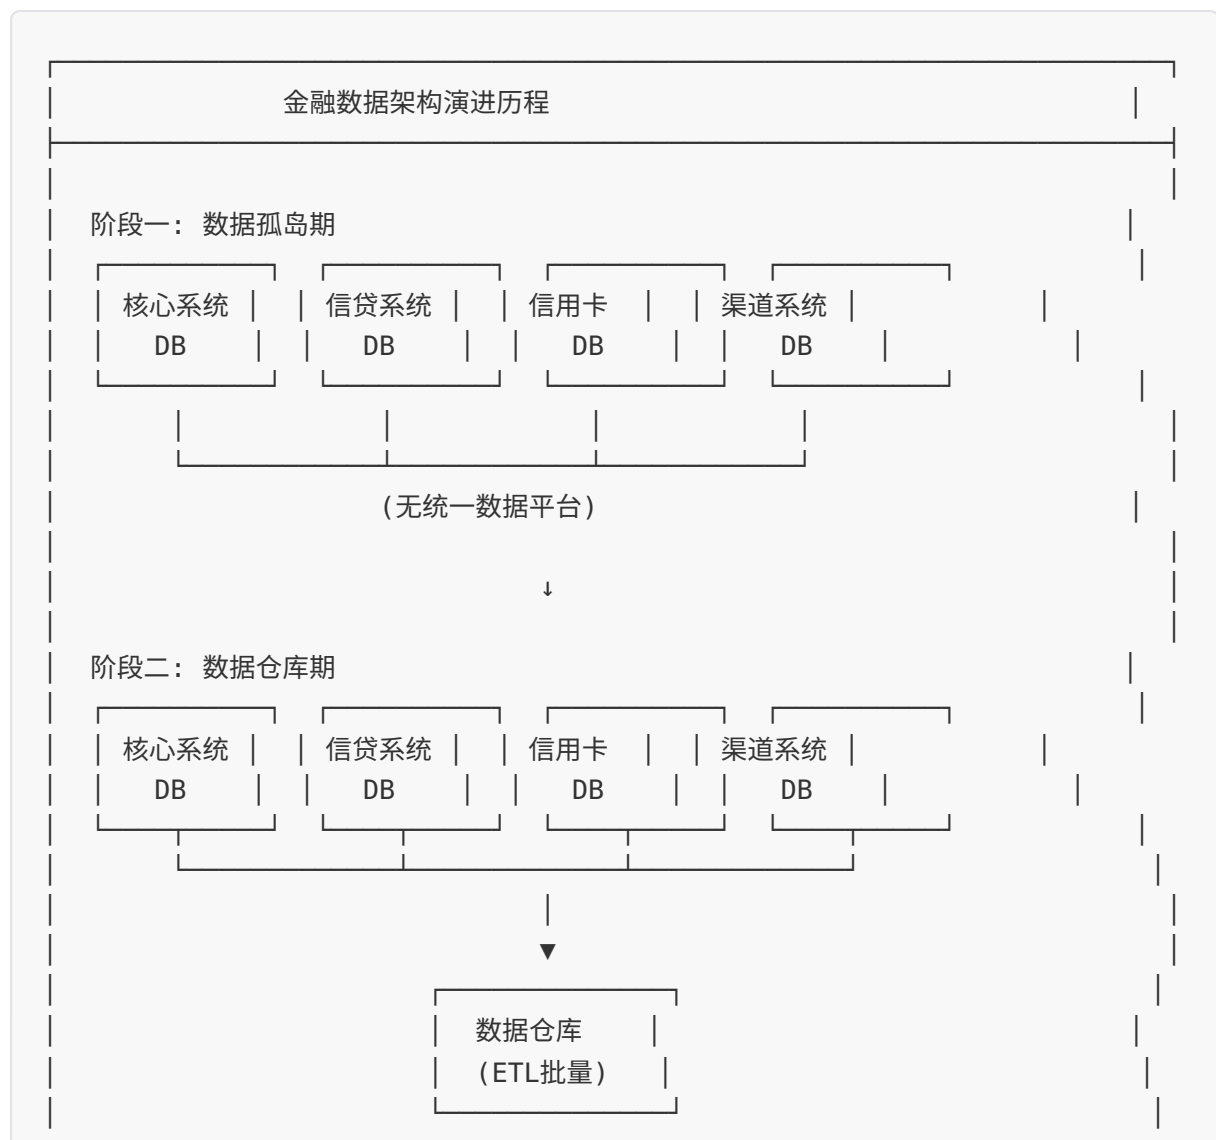 金融数据架构演进历程
阶段一: 数据孤岛期
核心系统 信贷系统 信用卡 渠道系统
DB DB DB DB
(无统一数据平台)
↓
阶段二: 数据仓库期
核心系统 信贷系统 信用卡 渠道系统
DB DB DB DB
▼
数据仓库
(ETL批量)